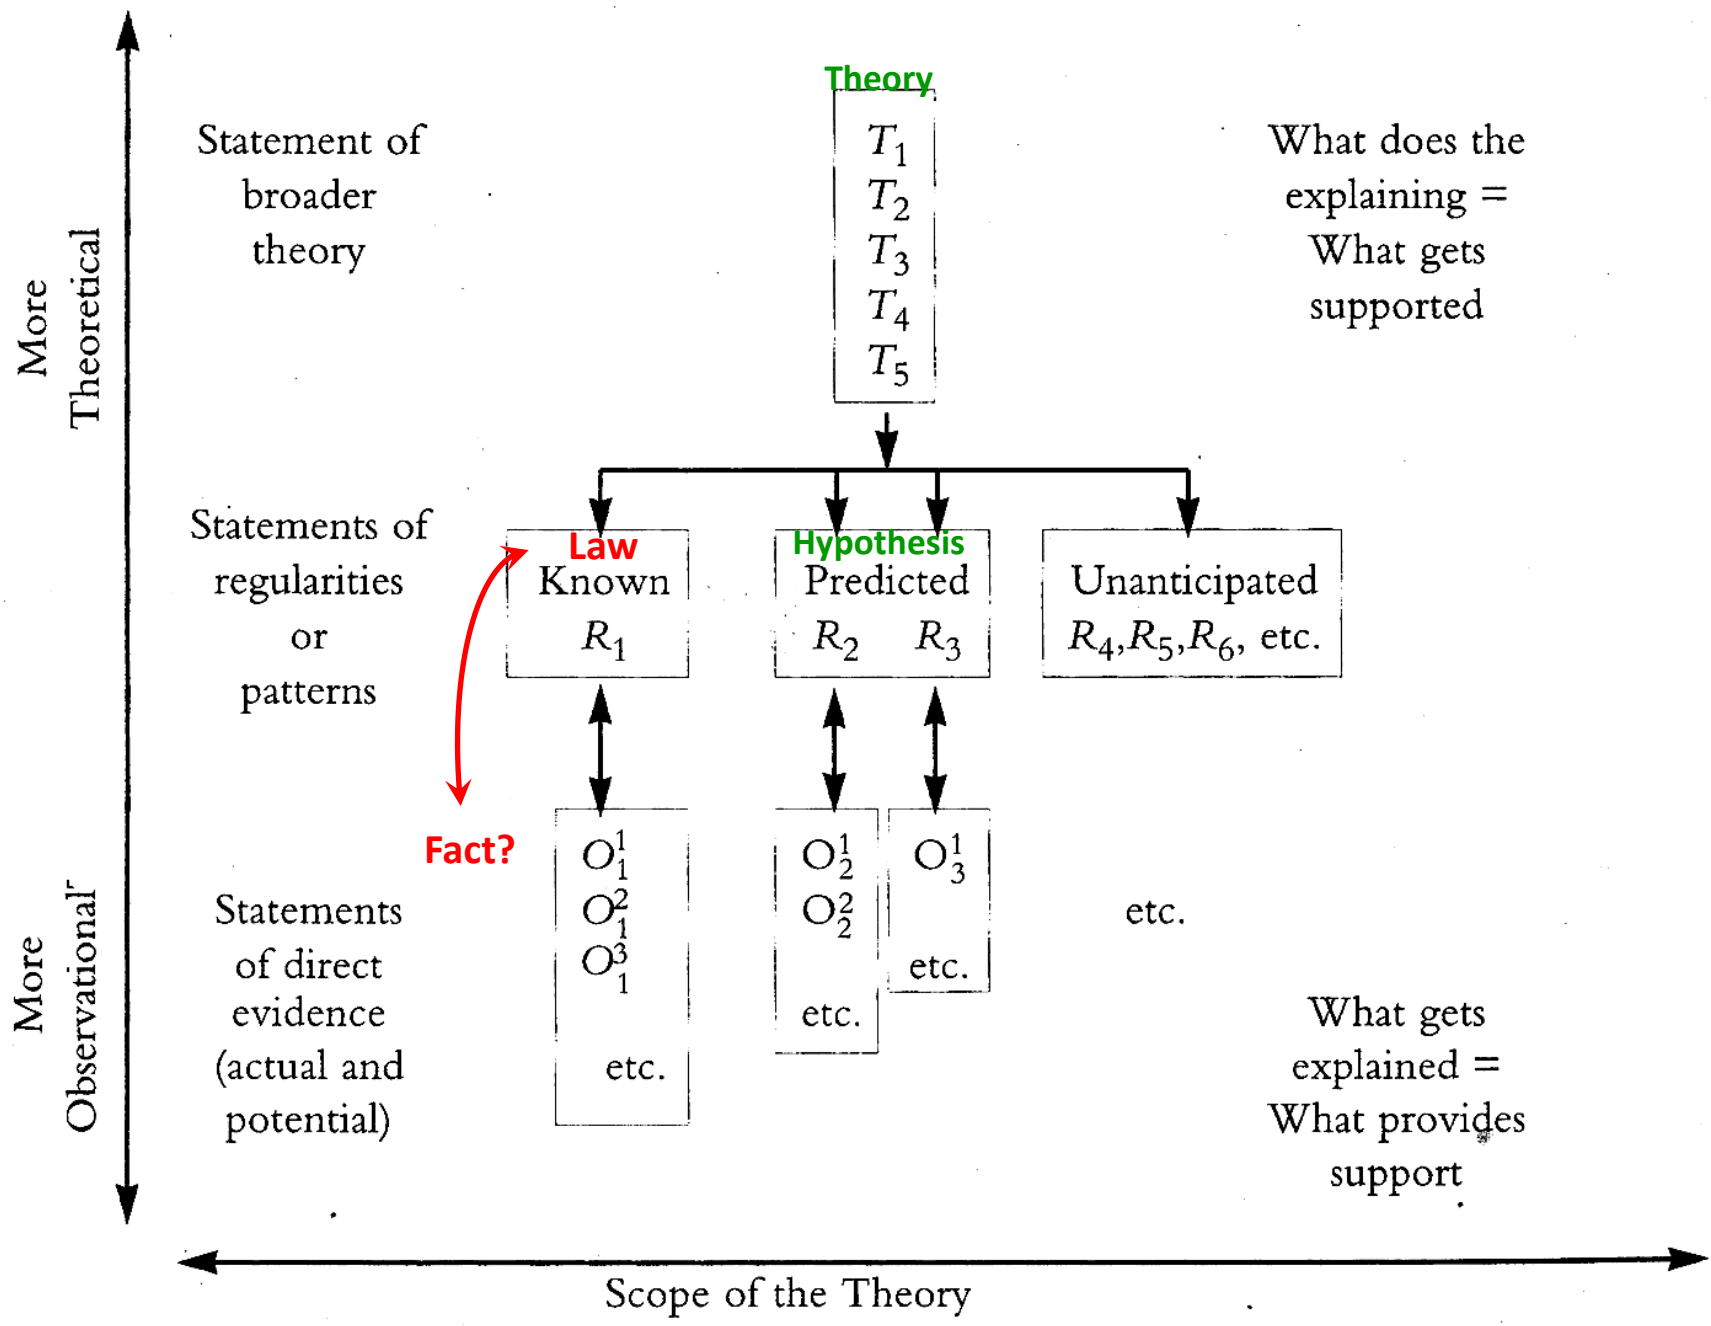 Theory
Statement of
broader
theory
T1
T2
T3
T4
T5
What does the
explaining =
What gets
supported
More
Theoretical
Statements of
regularities
or
patterns
Law
Known
R1
Hypothesis
Predicted
R2 R3
Unanticipated
R4,R5,R6, etc.
Fact?
More
Observational
Statements
of direct
evidence
(actual and
potential)
O¹₁
O²₁
O³₁
etc.
O¹₂
O²₂
etc.
O¹₃
etc.
etc.
What gets
explained =
What provides
support
Scope of the Theory